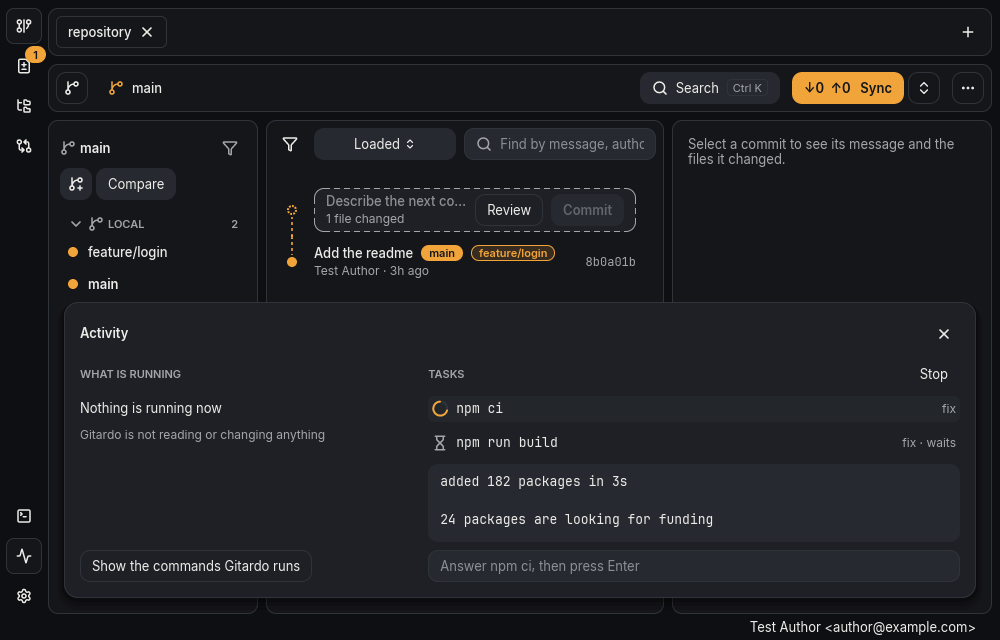 repository
1
main
Search Ctrl K
↓0 ↑0 Sync
main
Compare
LOCAL 2
feature/login
main
Loaded
Find by message, autho
Describe the next co...
1 file changed
Review
Commit
Add the readme main feature/login
Test Author · 3h ago
8b0a01b
Select a commit to see its message and the
files it changed.
Activity
WHAT IS RUNNING
Nothing is running now
Gitardo is not reading or changing anything
Show the commands Gitardo runs
TASKS Stop
npm ci fix
npm run build fix · waits
added 182 packages in 3s
24 packages are looking for funding
Answer npm ci, then press Enter
Test Author <author@example.com>